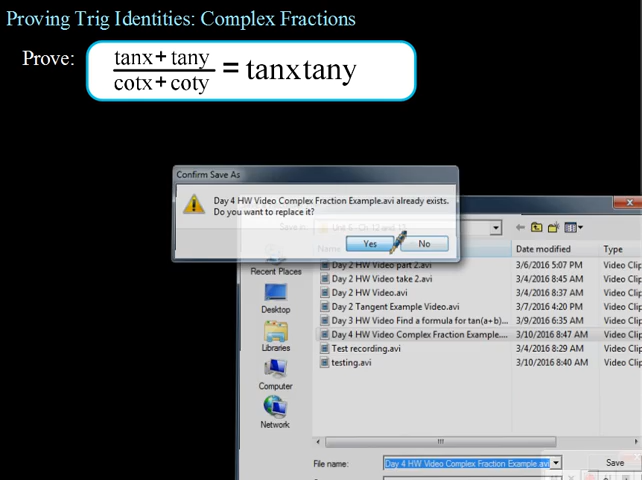 Proving Trig Identities: Complex Fractions
Prove: tanx+tany / cotx+coty = tanxtany
Confirm Save As
Day 4 HW Video Complex Fraction Example.avi already exists.
Do you want to replace it?
Yes No
Date modified Type
Day 2 HW Video part 2.avi 3/6/2016 5:07 PM Video Clip
Day 2 HW Video take 2.avi 3/4/2016 8:45 AM Video Clip
Day 2 HW Video.avi 3/4/2016 8:37 AM Video Clip
Day 2 Tangent Example Video.avi 3/7/2016 4:20 PM Video Clip
Day 3 HW Video Find a formula for tan(a+b)... 3/9/2016 6:35 AM Video Clip
Day 4 HW Video Complex Fraction Example.... 3/10/2016 8:47 AM Video Clip
Test recording.avi 3/4/2016 8:29 AM Video Clip
testing.avi 3/10/2016 8:40 AM Video Clip
Recent Places
Desktop
Libraries
Computer
Network
File name: Day 4 HW Video Complex Fraction Example.avi Save